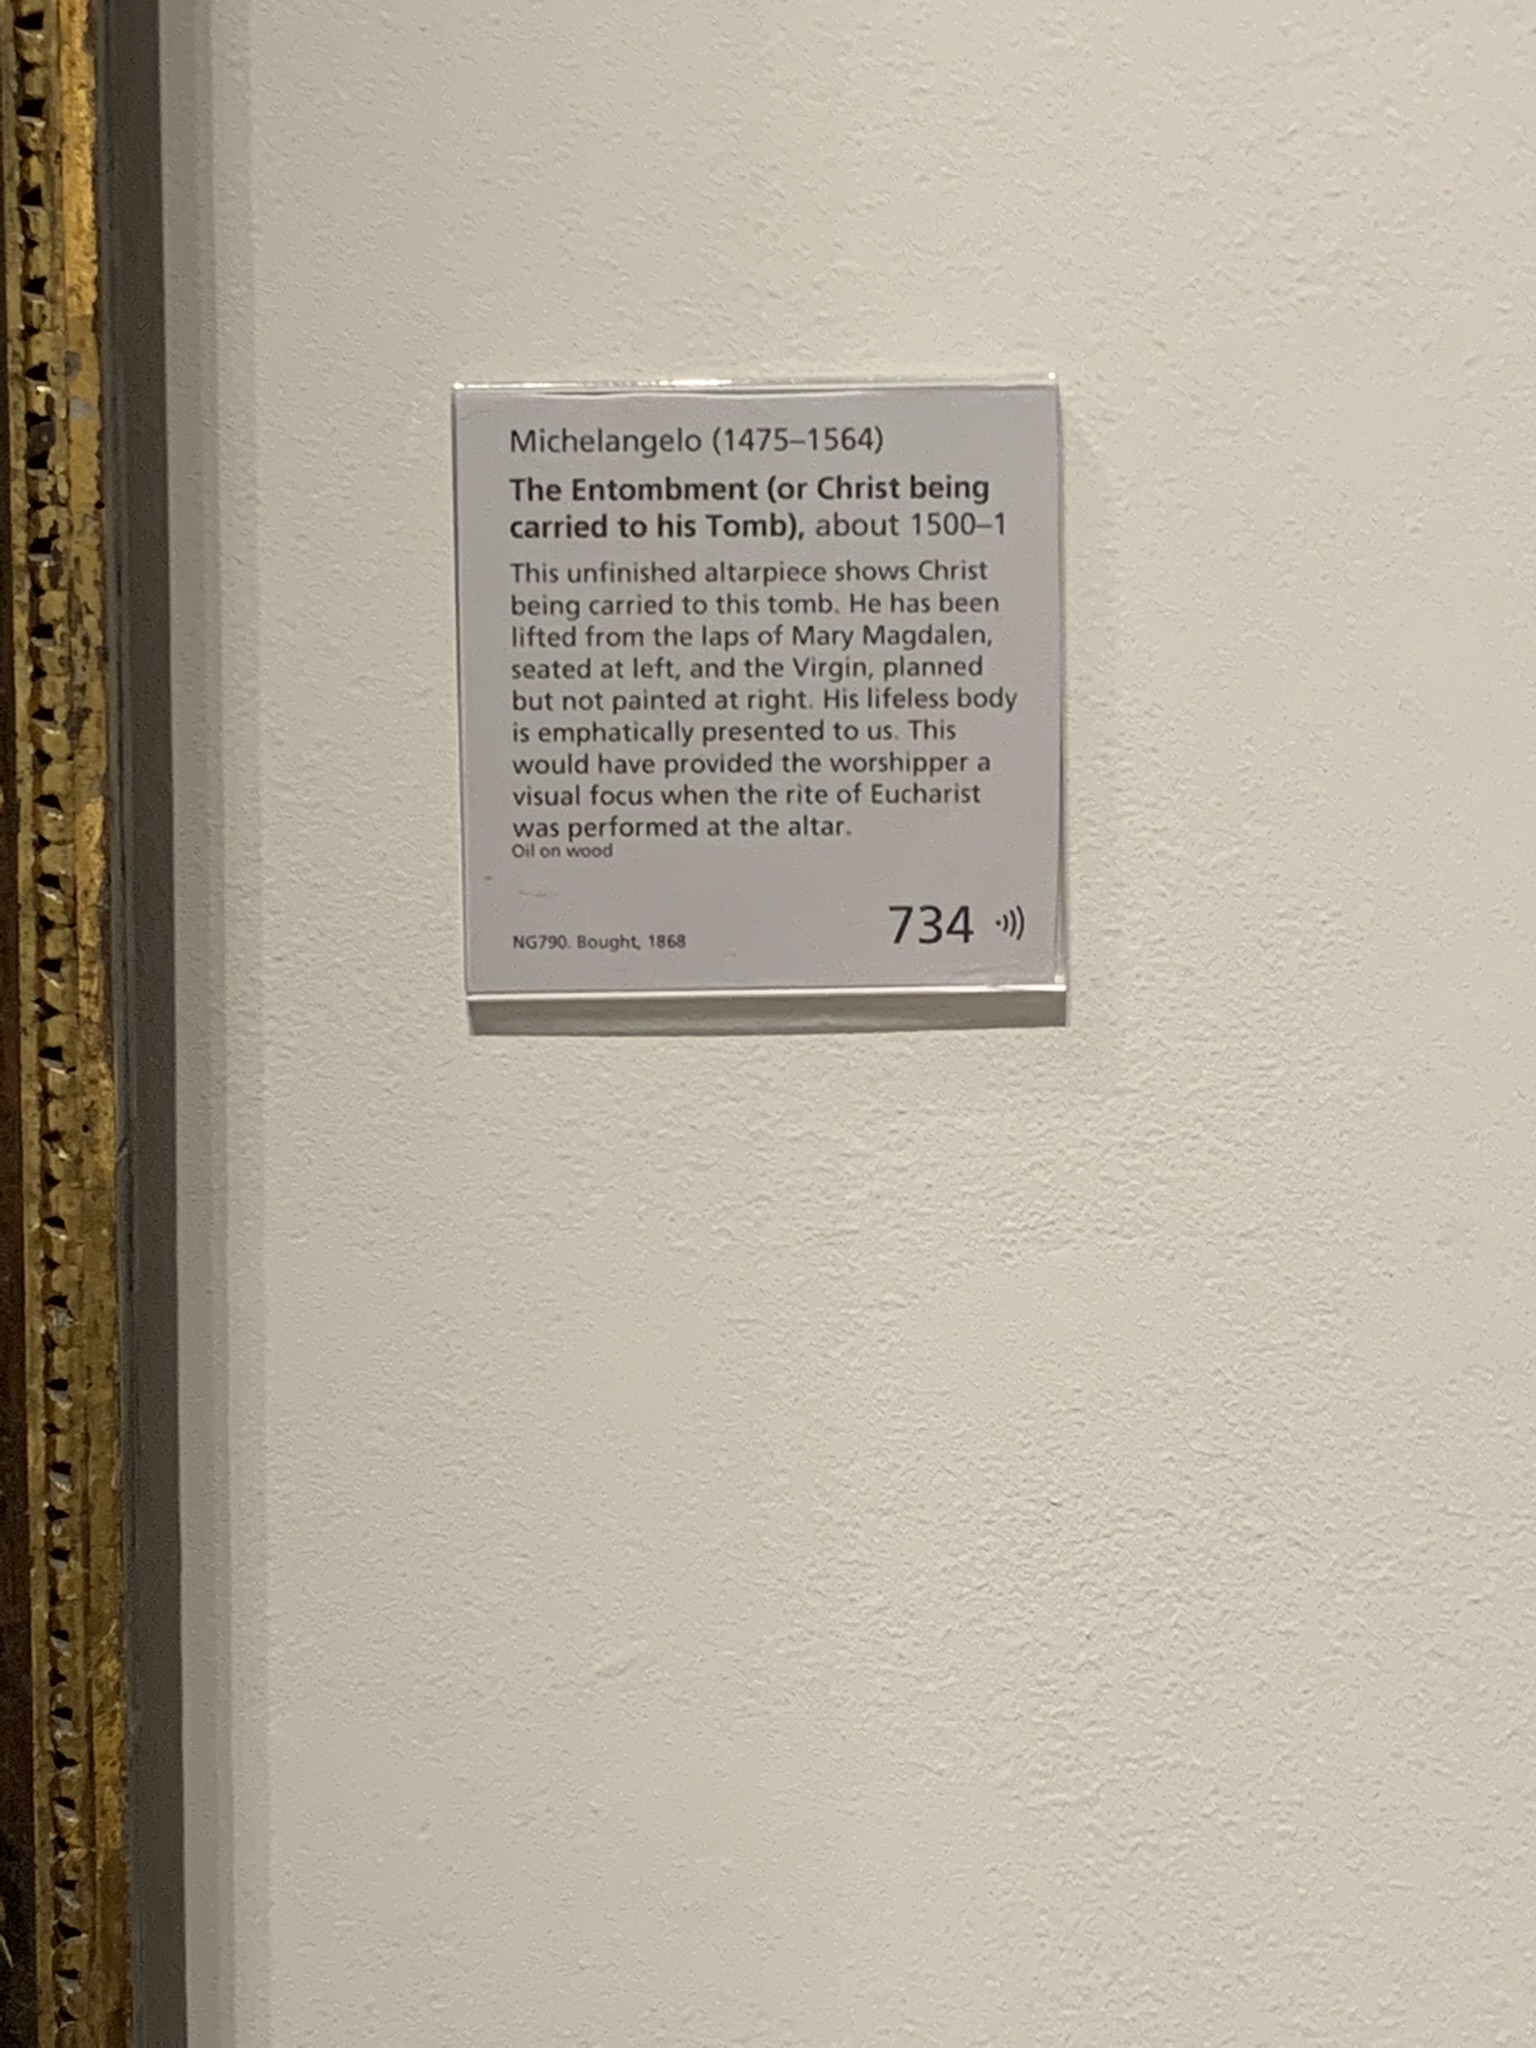 Michelangelo (1475–1564)
The Entombment (or Christ being
carried to his Tomb), about 1500–1
This unfinished altarpiece shows Christ
being carried to this tomb. He has been
lifted from the laps of Mary Magdalen,
seated at left, and the Virgin, planned
but not painted at right. His lifeless body
is emphatically presented to us. This
would have provided the worshipper a
visual focus when the rite of Eucharist
was performed at the altar.
Oil on wood
734
NG790. Bought, 1868